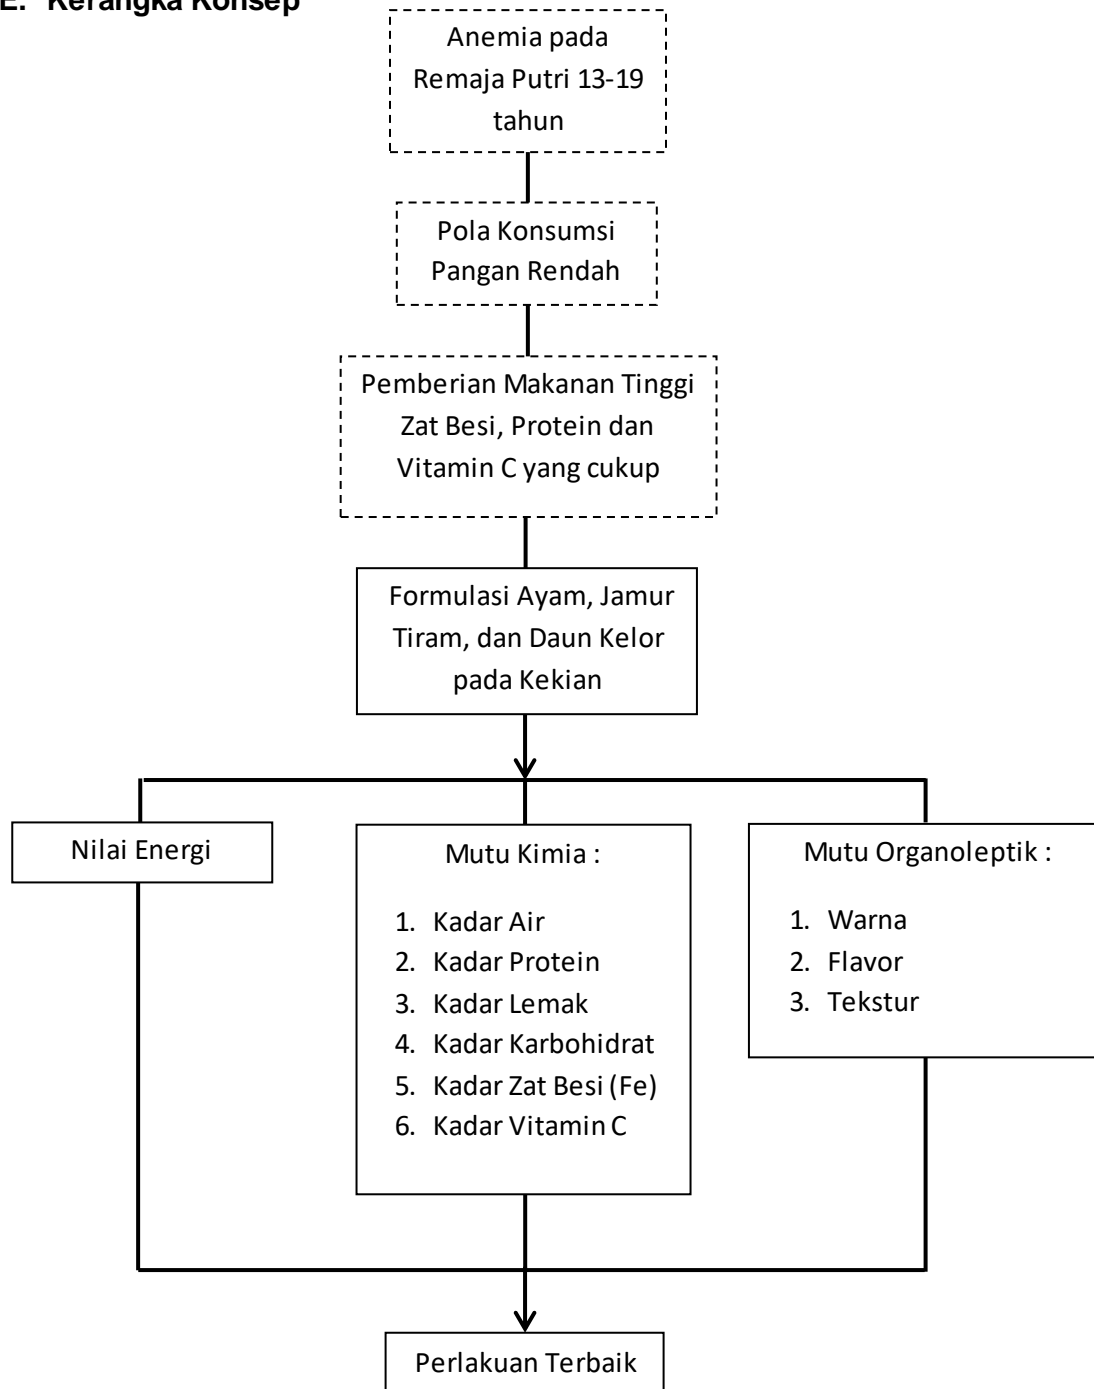 E. Kerangka Konsep
Anemia pada
Remaja Putri 13-19
tahun
Pola Konsumsi
Pangan Rendah
Pemberian Makanan Tinggi
Zat Besi, Protein dan
Vitamin C yang cukup
Formulasi Ayam, Jamur
Tiram, dan Daun Kelor
pada Kekian
Nilai Energi
Mutu Kimia :
1. Kadar Air
2. Kadar Protein
3. Kadar Lemak
4. Kadar Karbohidrat
5. Kadar Zat Besi (Fe)
6. Kadar Vitamin C
Mutu Organoleptik :
1. Warna
2. Flavor
3. Tekstur
Perlakuan Terbaik